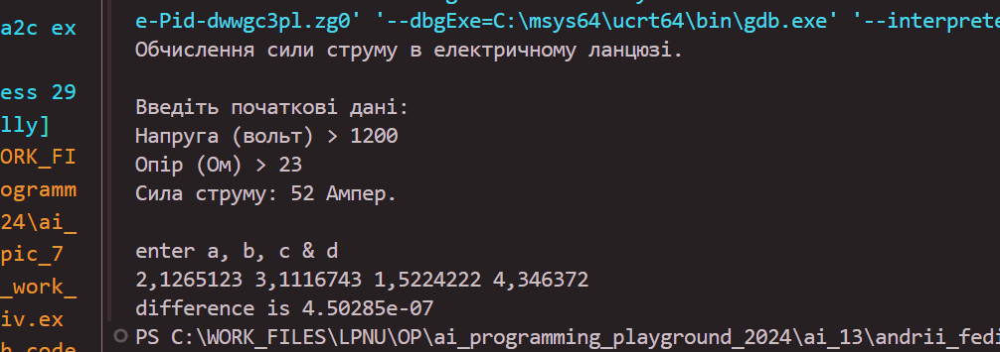 a2c ex
ess 29
lly]
ORK_FI
ogramm
24\ai_
pic_7
_work_
iv.ex
h code
e-Pid-dwwgc3pl.zg0' '--dbgExe=C:\msys64\ucrt64\bin\gdb.exe' '--interprete
Обчислення сили струму в електричному ланцюзі.
Введіть початкові дані:
Напруга (вольт) > 1200
Опір (Ом) > 23
Сила струму: 52 Ампер.
enter a, b, c & d
2,1265123 3,1116743 1,5224222 4,346372
difference is 4.50285e-07
PS C:\WORK_FILES\LPNU\OP\ai_programming_playground_2024\ai_13\andrii_fedi